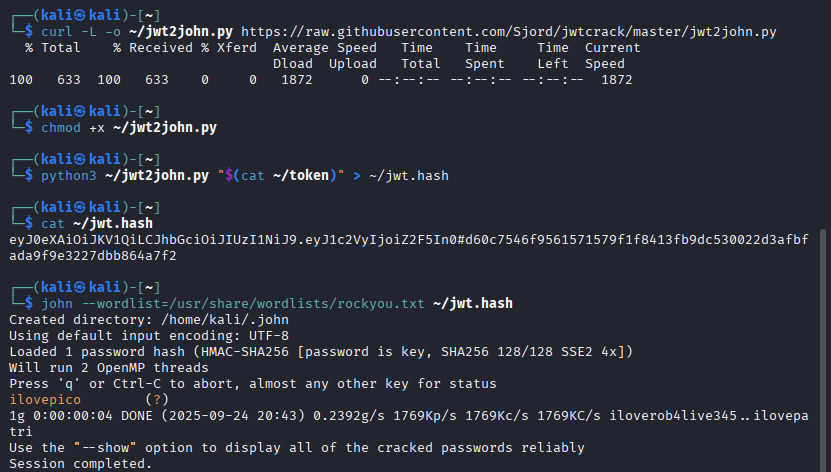 ┌──(kali㉿kali)-[~]
└─$ curl -L -o ~/jwt2john.py https://raw.githubusercontent.com/Sjord/jwtcrack/master/jwt2john.py
  % Total    % Received % Xferd  Average Speed   Time    Time     Time  Current
                                 Dload  Upload   Total   Spent    Left  Speed
100   633  100   633    0     0   1872      0 --:--:-- --:--:-- --:--:--  1872
┌──(kali㉿kali)-[~]
└─$ chmod +x ~/jwt2john.py
┌──(kali㉿kali)-[~]
└─$ python3 ~/jwt2john.py "$(cat ~/token)" > ~/jwt.hash
┌──(kali㉿kali)-[~]
└─$ cat ~/jwt.hash
eyJ0eXAiOiJKV1QiLCJhbGciOiJIUzI1NiJ9.eyJ1c2VyIjoiZ2F5In0#d60c7546f9561571579f1f8413fb9dc530022d3afbf
ada9f9e3227dbb864a7f2
┌──(kali㉿kali)-[~]
└─$ john --wordlist=/usr/share/wordlists/rockyou.txt ~/jwt.hash
Created directory: /home/kali/.john
Using default input encoding: UTF-8
Loaded 1 password hash (HMAC-SHA256 [password is key, SHA256 128/128 SSE2 4x])
Will run 2 OpenMP threads
Press 'q' or Ctrl-C to abort, almost any other key for status
ilovepico        (?)
1g 0:00:00:04 DONE (2025-09-24 20:43) 0.2392g/s 1769Kp/s 1769Kc/s 1769KC/s iloverob4live345..ilovepa
tri
Use the "--show" option to display all of the cracked passwords reliably
Session completed.